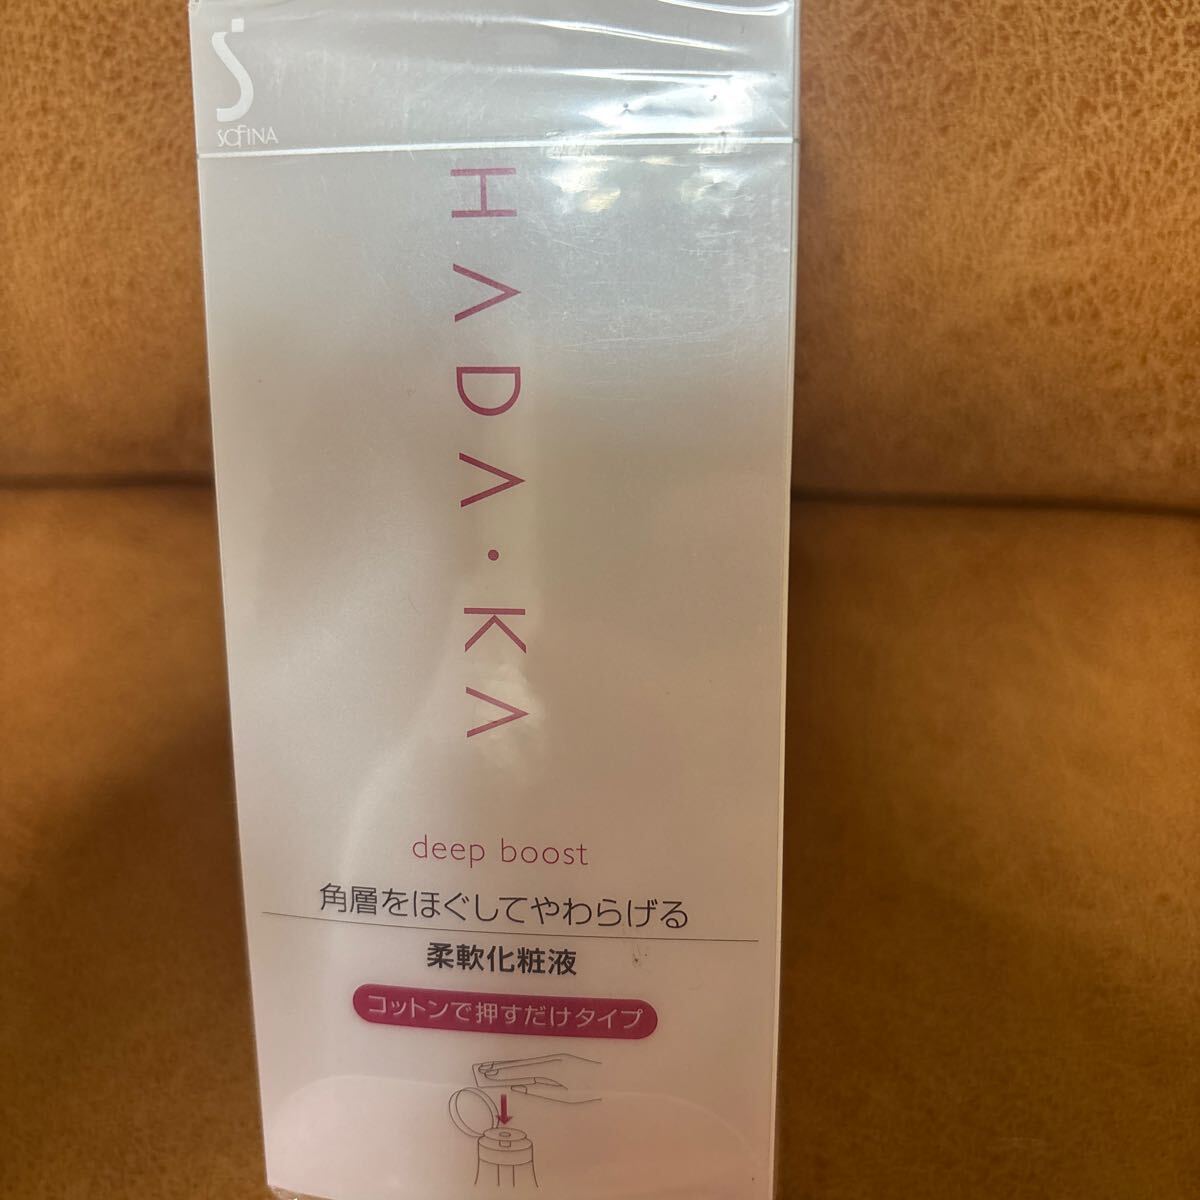 SOFINA
HADA・KA
deep boost
角層をほぐしてやわらげる
柔軟化粧液
コットンで押すだけタイプ